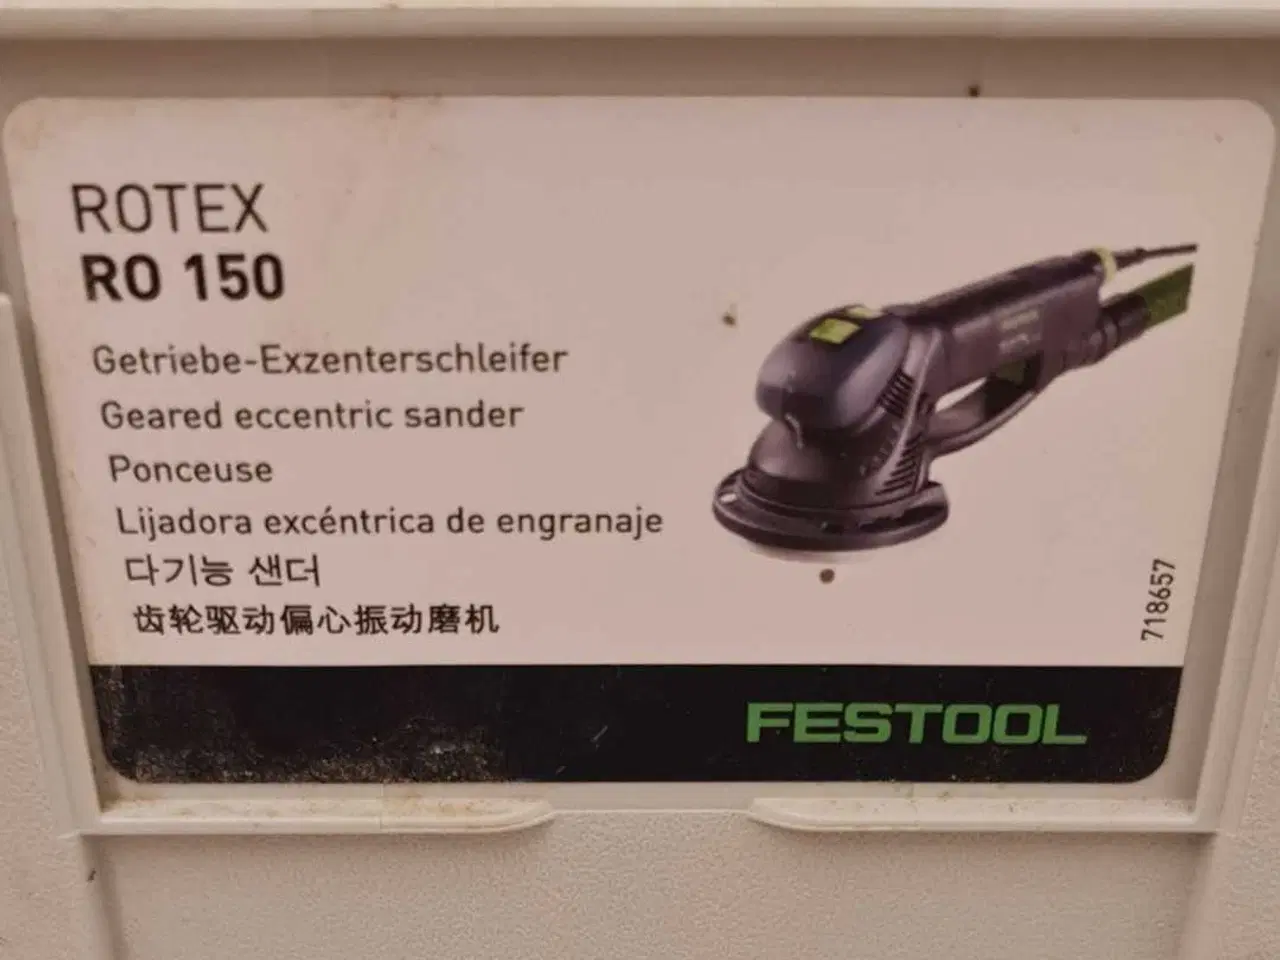 ROTEX
RO 150
Getriebe-Exzenterschleifer
Geared eccentric sander
Ponceuse
Lijadora excéntrica de engranaje
다기능 샌더
齿轮驱动偏心振动磨机
718657
FESTOOL